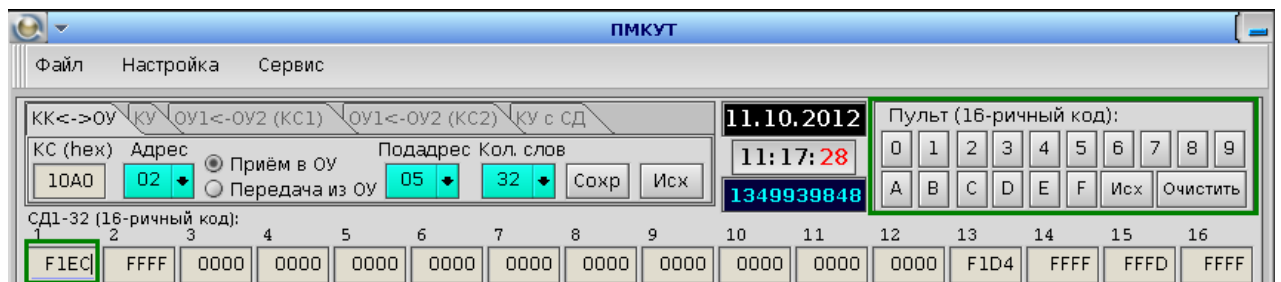 ПМКУТ
Файл Настройка Сервис
КК<->ОУ КУ ОУ1<-ОУ2 (КС1) ОУ1<-ОУ2 (КС2) КУ с СД
КС (hex) Адрес Подадрес Кол. слов
10A0 02 Приём в ОУ 05 32 Сохр Исх
Передача из ОУ
11.10.2012
11:17:28
1349939848
Пульт (16-ричный код):
0 1 2 3 4 5 6 7 8 9
A B C D E F Исх Очистить
СД1-32 (16-ричный код):
1 2 3 4 5 6 7 8 9 10 11 12 13 14 15 16
F1EC FFFF 0000 0000 0000 0000 0000 0000 0000 0000 0000 0000 F1D4 FFFF FFFD FFFF